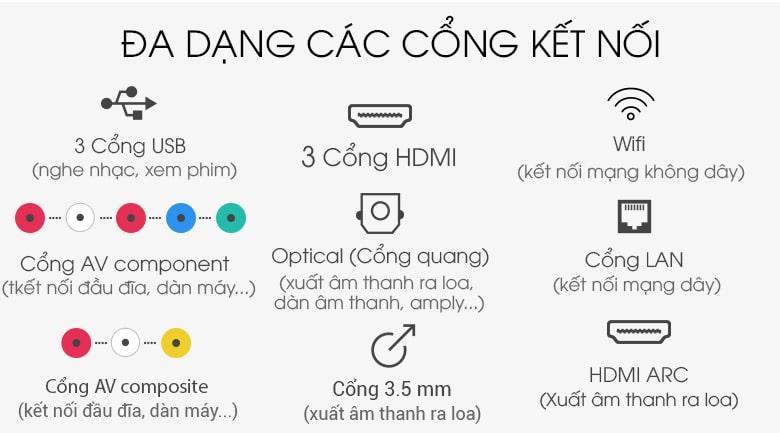 ĐA DẠNG CÁC CỔNG KẾT NỐI
3 Cổng USB
(nghe nhạc, xem phim)
3 Cổng HDMI
Wifi
(kết nối mạng không dây)
Cổng AV component
(tkết nối đầu đĩa, dàn máy...)
Optical (Cổng quang)
(xuất âm thanh ra loa,
dàn âm thanh, amply...)
Cổng LAN
(kết nối mạng dây)
Cổng AV composite
(kết nối đầu đĩa, dàn máy...)
Cổng 3.5 mm
(xuất âm thanh ra loa)
HDMI ARC
(Xuất âm thanh ra loa)